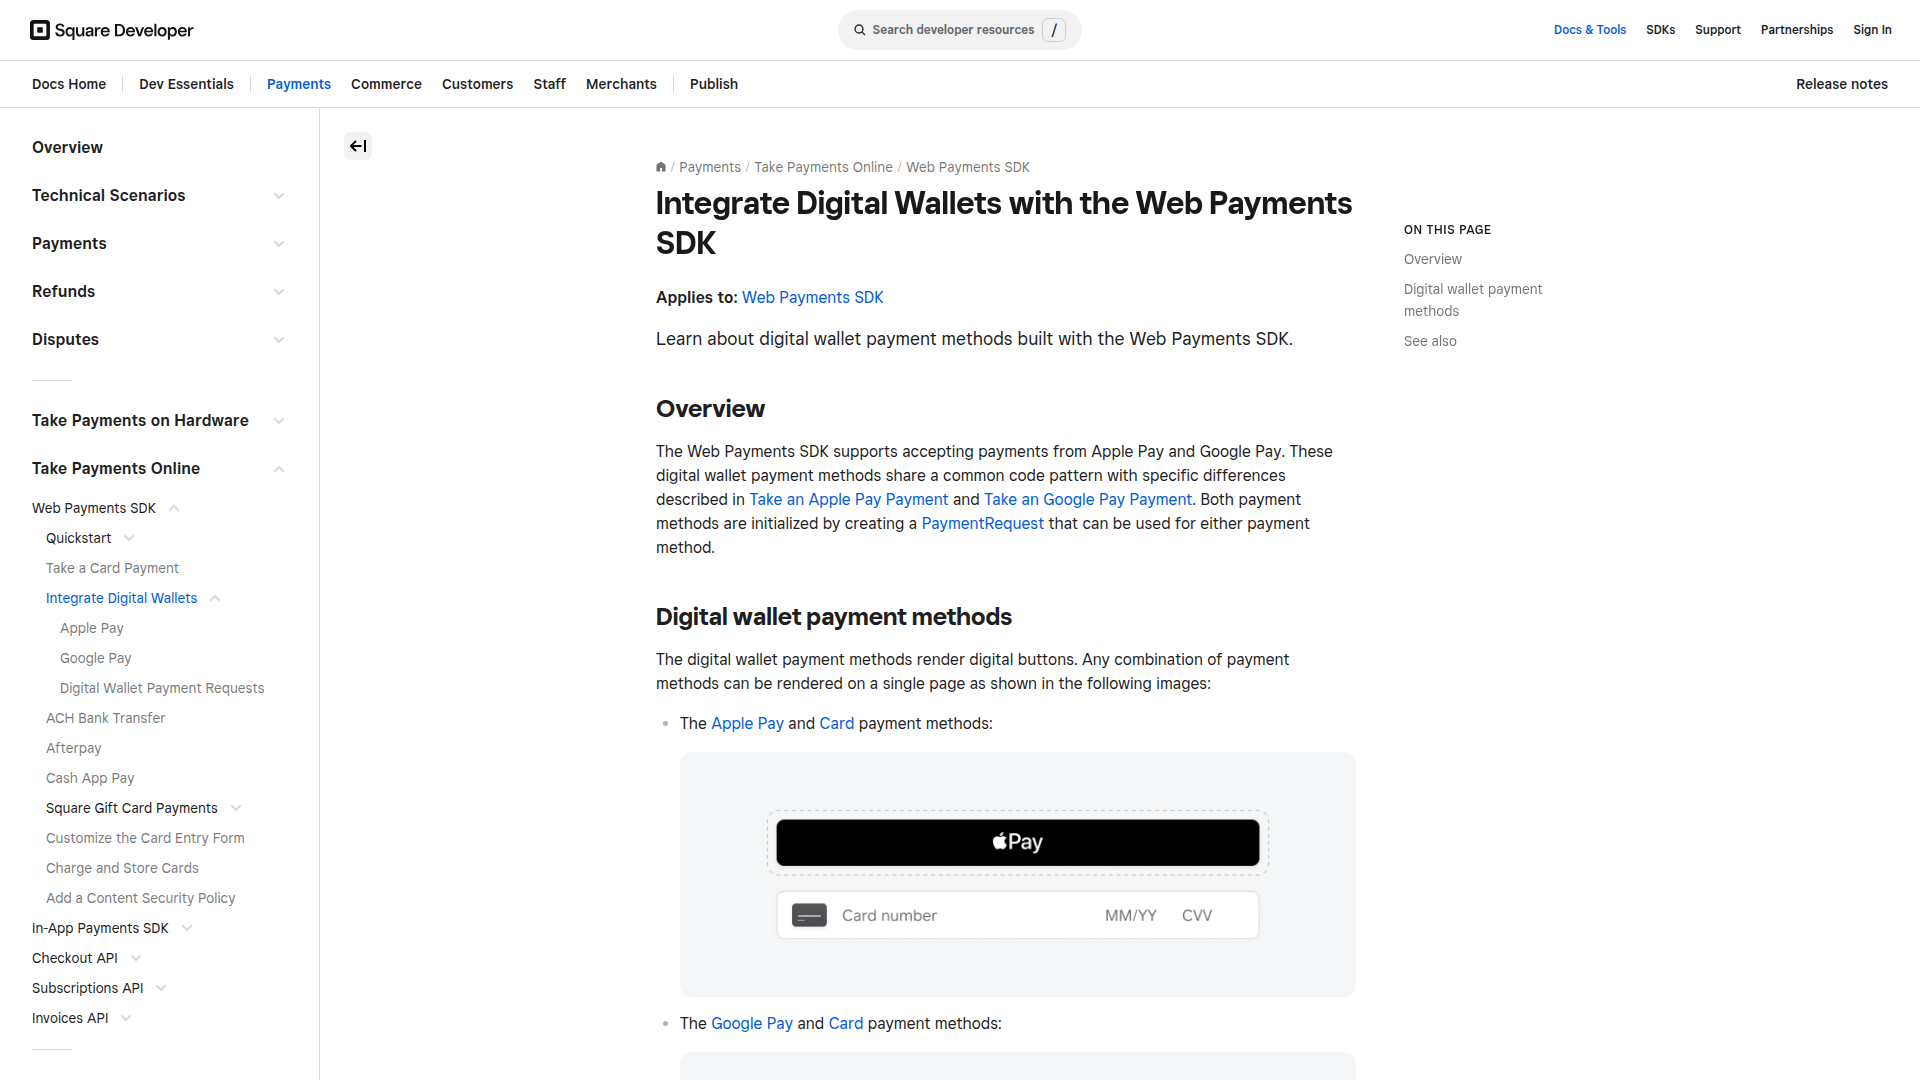 Square Developer
Search developer resources /
Docs & Tools SDKs Support Partnerships Sign In
Docs Home Dev Essentials Payments Commerce Customers Staff Merchants Publish Release notes
Overview
Technical Scenarios
Payments
Refunds
Disputes
Take Payments on Hardware
Take Payments Online
Web Payments SDK
Quickstart
Take a Card Payment
Integrate Digital Wallets
Apple Pay
Google Pay
Digital Wallet Payment Requests
ACH Bank Transfer
Afterpay
Cash App Pay
Square Gift Card Payments
Customize the Card Entry Form
Charge and Store Cards
Add a Content Security Policy
In-App Payments SDK
Checkout API
Subscriptions API
Invoices API
/ Payments / Take Payments Online / Web Payments SDK
Integrate Digital Wallets with the Web Payments
SDK
Applies to: Web Payments SDK
Learn about digital wallet payment methods built with the Web Payments SDK.
Overview
The Web Payments SDK supports accepting payments from Apple Pay and Google Pay. These
digital wallet payment methods share a common code pattern with specific differences
described in Take an Apple Pay Payment and Take an Google Pay Payment. Both payment
methods are initialized by creating a PaymentRequest that can be used for either payment
method.
Digital wallet payment methods
The digital wallet payment methods render digital buttons. Any combination of payment
methods can be rendered on a single page as shown in the following images:
The Apple Pay and Card payment methods:
Pay
Card number MM/YY CVV
The Google Pay and Card payment methods:
ON THIS PAGE
Overview
Digital wallet payment
methods
See also